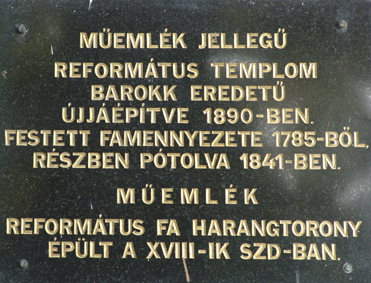 MŰEMLÉK JELLEGŰ
REFORMÁTUS TEMPLOM
BAROKK EREDETŰ
ÚJJÁÉPÍTVE 1890-BEN.
FESTETT FAMENNYEZETE 1785-BŐL,
RÉSZBEN PÓTOLVA 1841-BEN.
MŰEMLÉK
REFORMÁTUS FA HARANGTORONY
ÉPÜLT A XVIII-IK SZD-BAN.